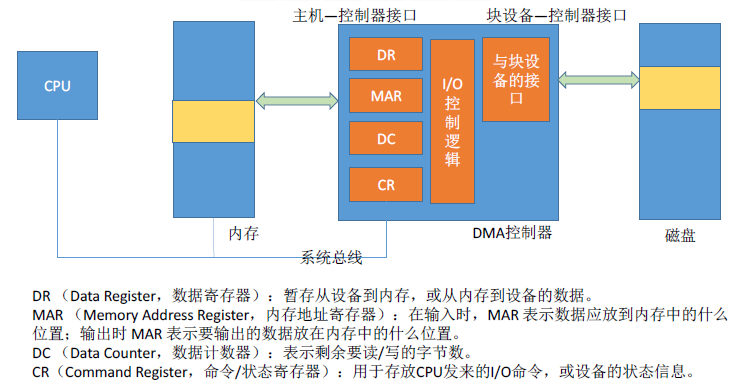 主机—控制器接口
块设备—控制器接口
CPU
DR
MAR
DC
CR
I/O
控
制
逻
辑
与块设
备的接
口
内存
DMA控制器
磁盘
系统总线
DR （Data Register，数据寄存器）：暂存从设备到内存，或从内存到设备的数据。
MAR （Memory Address Register，内存地址寄存器）：在输入时，MAR 表示数据应放到内存中的什么
位置；输出时 MAR 表示要输出的数据放在内存中的什么位置。
DC （Data Counter，数据计数器）：表示剩余要读/写的字节数。
CR（Command Register，命令/状态寄存器）：用于存放CPU发来的I/O命令，或设备的状态信息。